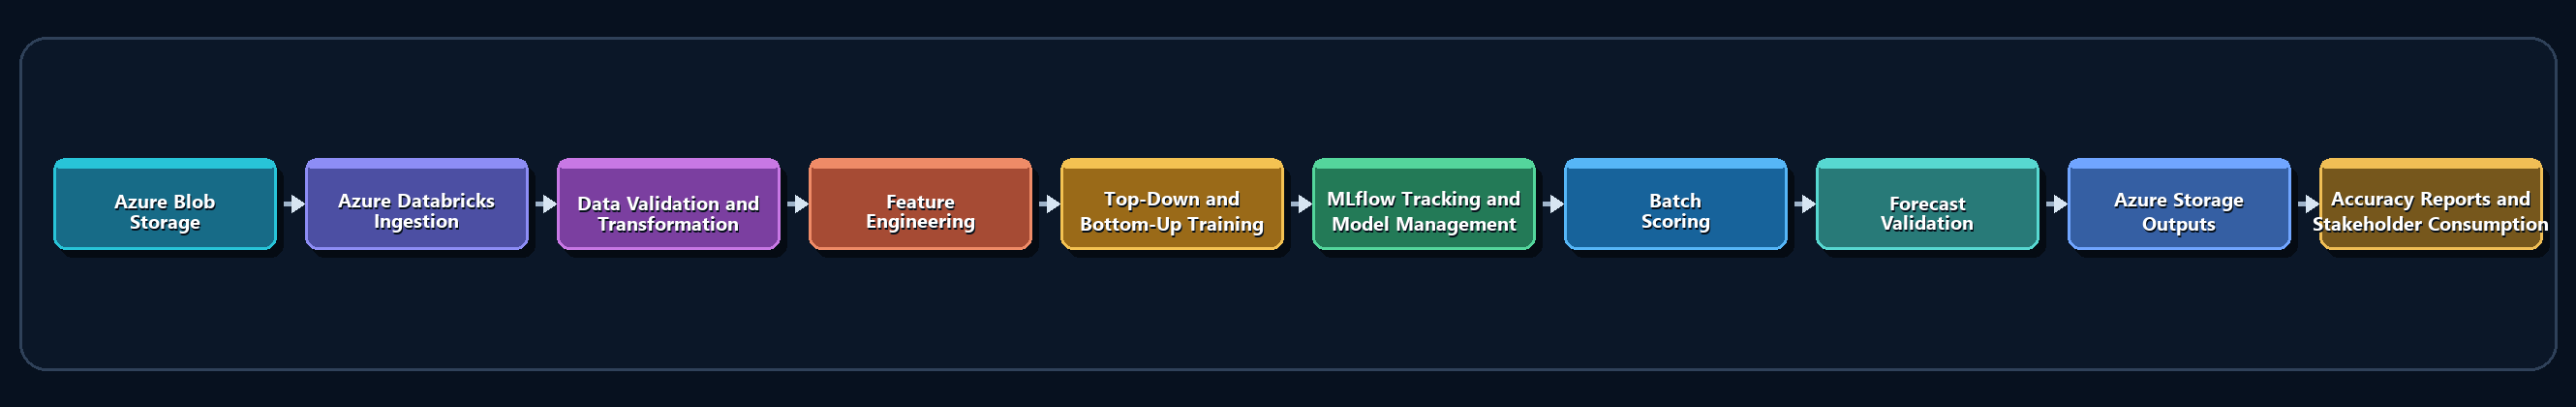 Azure Blob
Storage
Azure Databricks
Ingestion
Data Validation and
Transformation
Feature
Engineering
Top-Down and
Bottom-Up Training
MLflow Tracking and
Model Management
Batch
Scoring
Forecast
Validation
Azure Storage
Outputs
Accuracy Reports and
Stakeholder Consumption